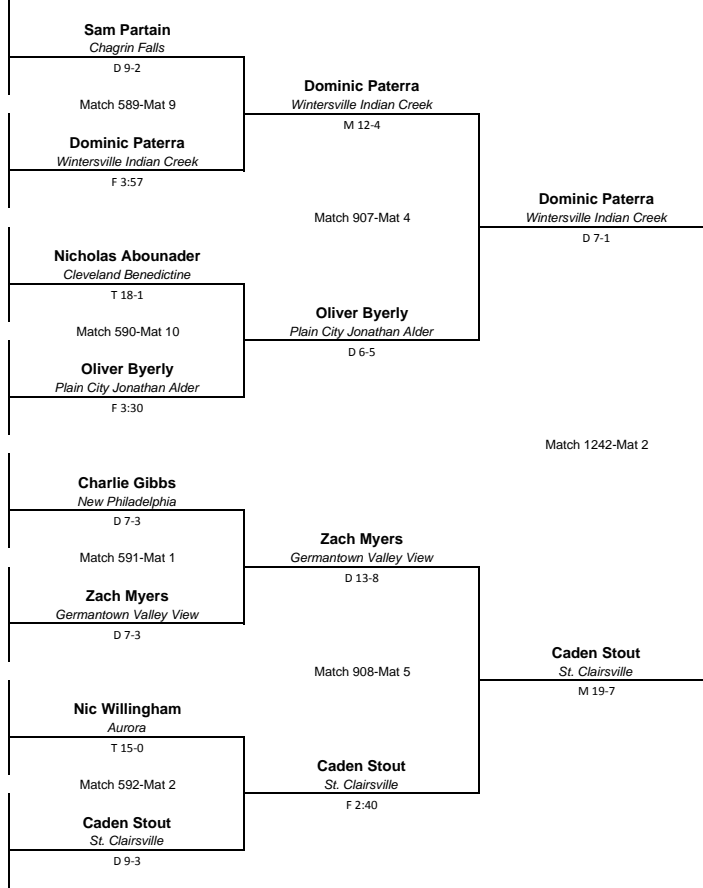 Sam Partain
Chagrin Falls
D 9-2
Match 589-Mat 9
Dominic Paterra
Wintersville Indian Creek
F 3:57
Nicholas Abounader
Cleveland Benedictine
T 18-1
Match 590-Mat 10
Oliver Byerly
Plain City Jonathan Alder
F 3:30
Charlie Gibbs
New Philadelphia
D 7-3
Match 591-Mat 1
Zach Myers
Germantown Valley View
D 7-3
Nic Willingham
Aurora
T 15-0
Match 592-Mat 2
Caden Stout
St. Clairsville
D 9-3
Dominic Paterra
Wintersville Indian Creek
M 12-4
Match 907-Mat 4
Oliver Byerly
Plain City Jonathan Alder
D 6-5
Zach Myers
Germantown Valley View
D 13-8
Match 908-Mat 5
Caden Stout
St. Clairsville
F 2:40
Dominic Paterra
Wintersville Indian Creek
D 7-1
Match 1242-Mat 2
Caden Stout
St. Clairsville
M 19-7